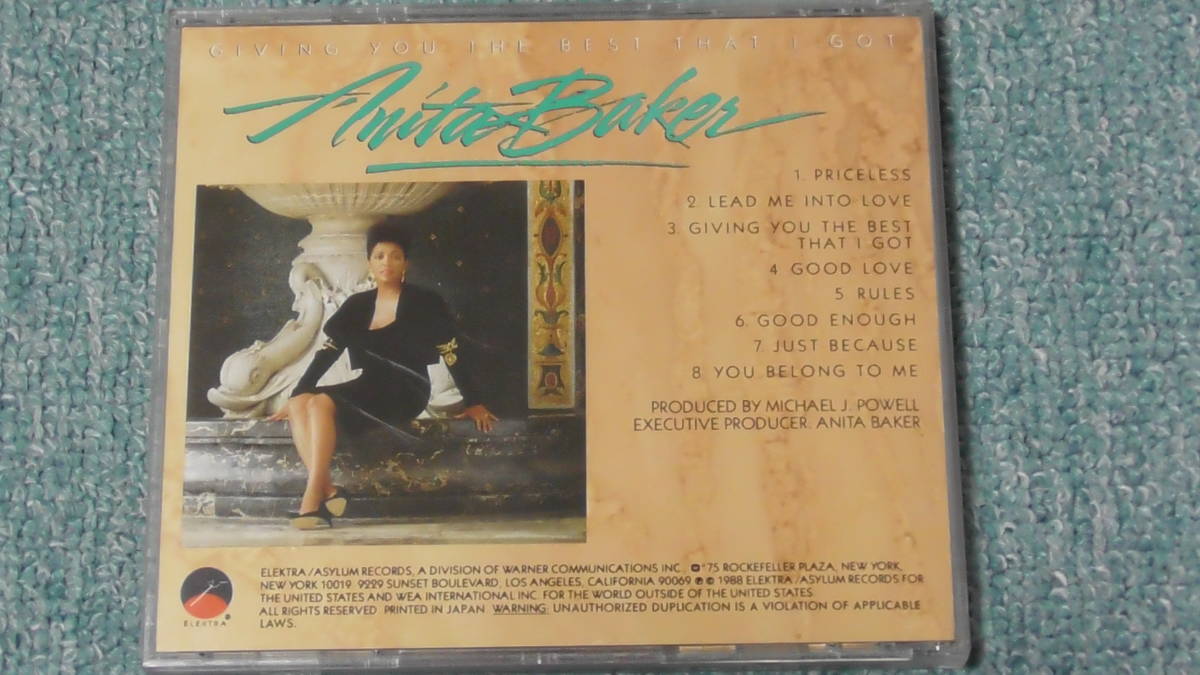 GIVING YOU THE BEST THAT I GOT
Anita Baker
1. PRICELESS
2 LEAD ME INTO LOVE
3. GIVING YOU THE BEST
THAT I GOT
4 GOOD LOVE
5 RULES
6. GOOD ENOUGH
7. JUST BECAUSE
8. YOU BELONG TO ME
PRODUCED BY MICHAEL J. POWELL
EXECUTIVE PRODUCER: ANITA BAKER
ELEKTRA/ASYLUM RECORDS, A DIVISION OF WARNER COMMUNICATIONS INC. 75 ROCKEFELLER PLAZA, NEW YORK,
NEW YORK 10019 9229 SUNSET BOULEVARD, LOS ANGELES, CALIFORNIA 90069 ℗ © 1988 ELEKTRA/ASYLUM RECORDS FOR
THE UNITED STATES AND WEA INTERNATIONAL INC. FOR THE WORLD OUTSIDE OF THE UNITED STATES
ALL RIGHTS RESERVED PRINTED IN JAPAN WARNING: UNAUTHORIZED DUPLICATION IS A VIOLATION OF APPLICABLE
LAWS.
ELEKTRA®